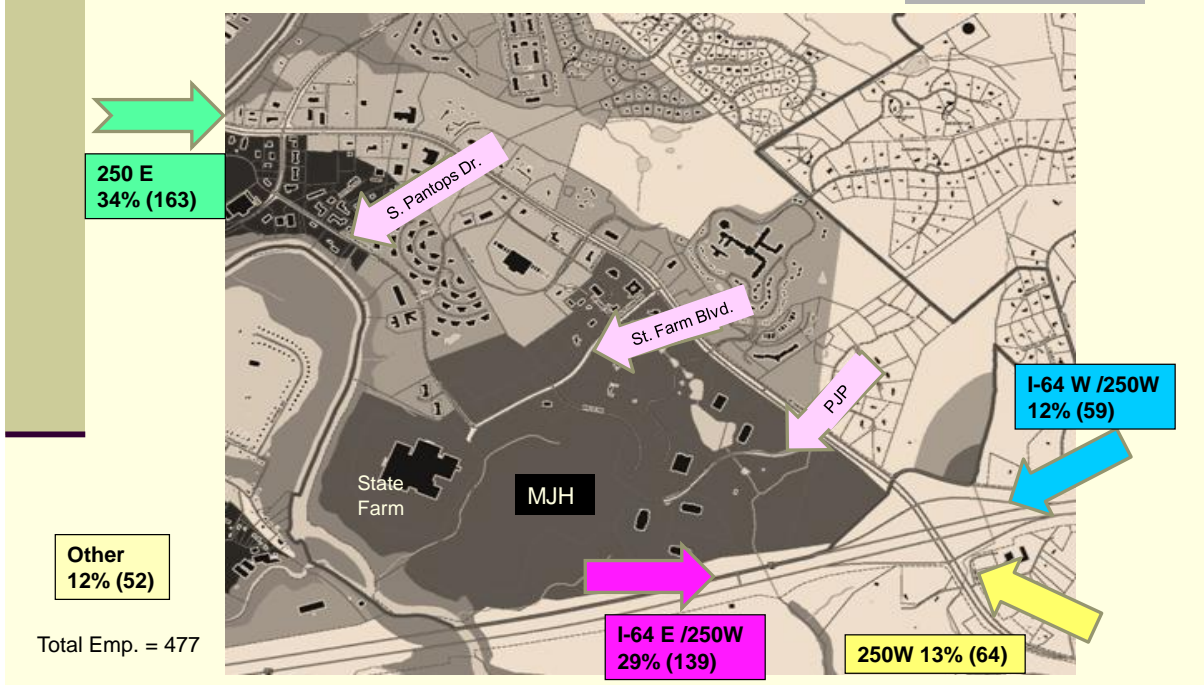 250 E
34% (163)
S. Pantops Dr.
St. Farm Blvd.
PJP
I-64 W /250W
12% (59)
State
Farm
MJH
Other
12% (52)
Total Emp. = 477
I-64 E /250W
29% (139)
250W 13% (64)